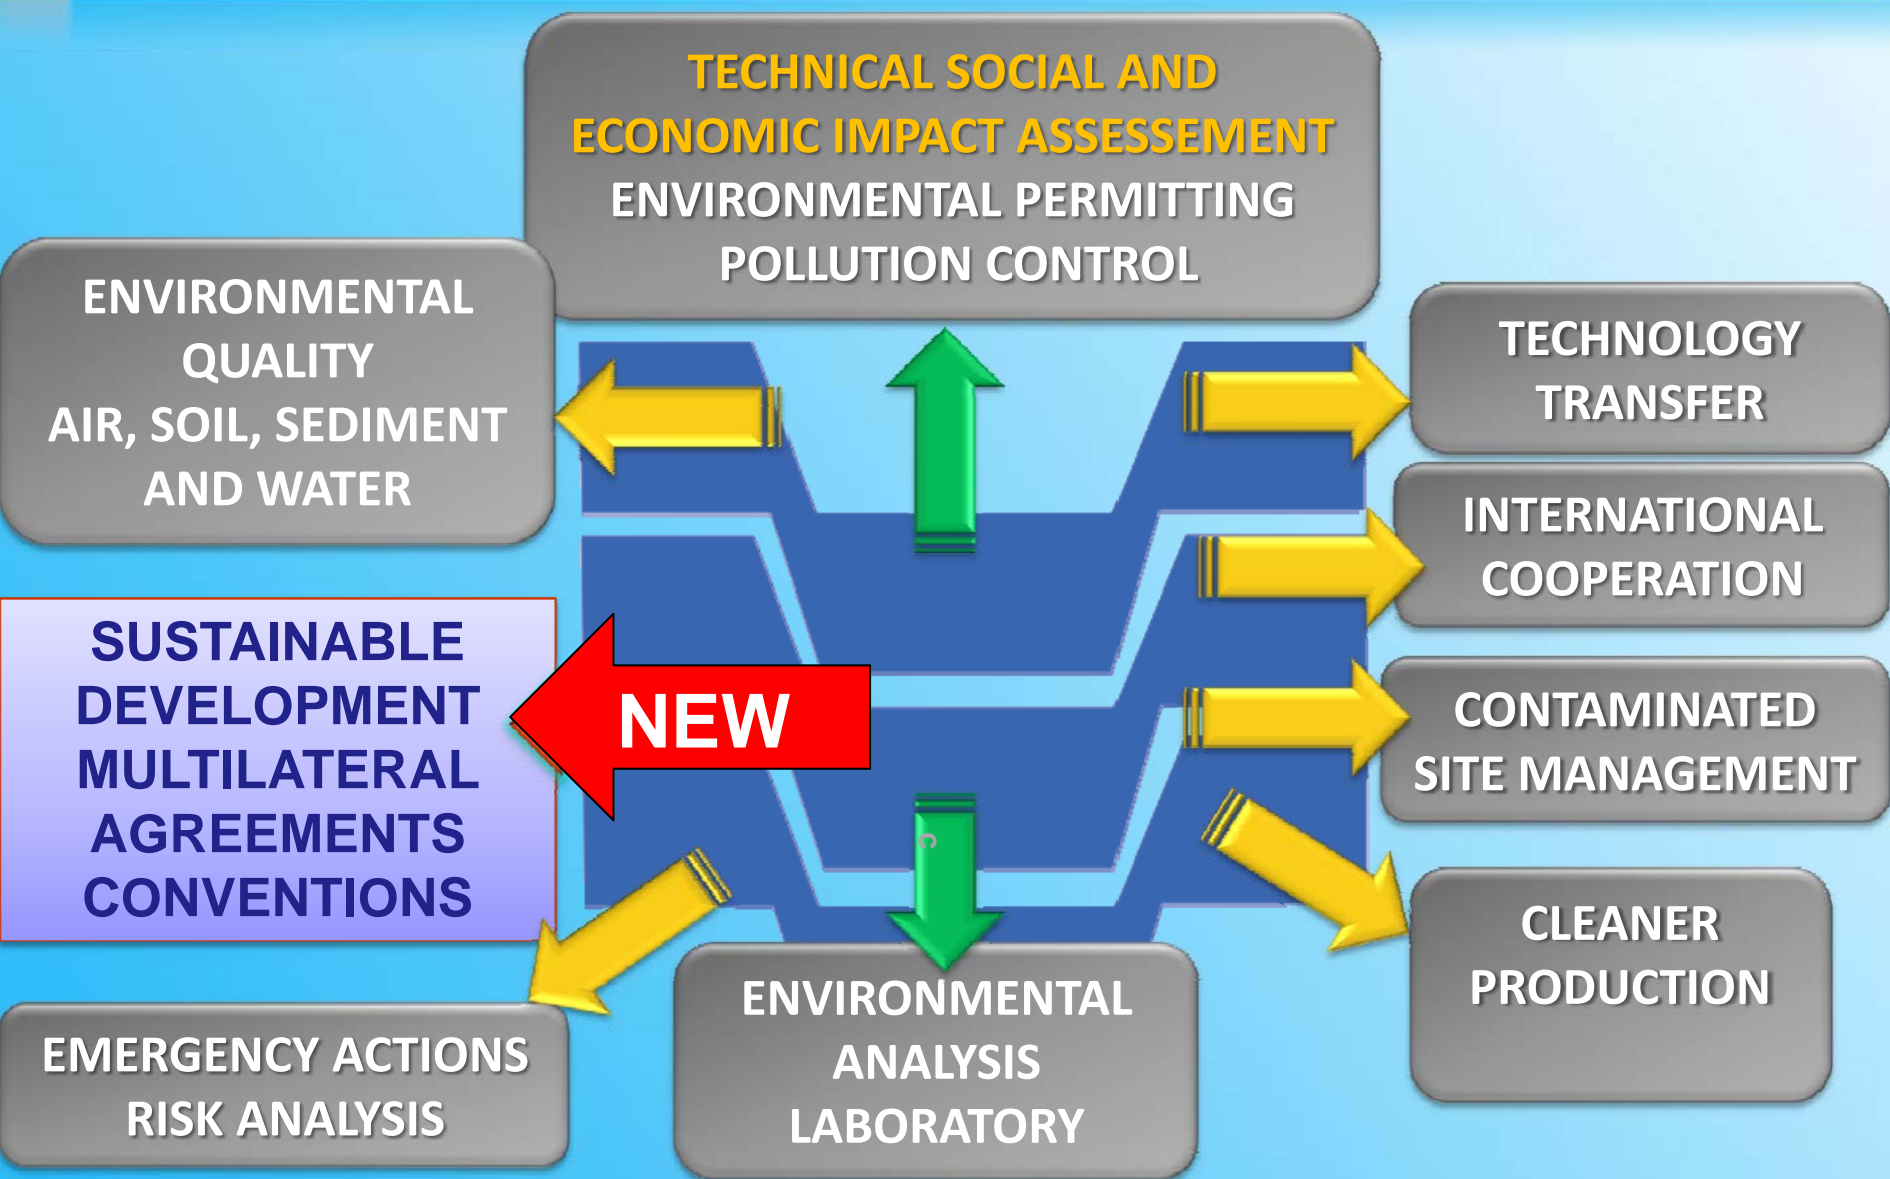 TECHNICAL SOCIAL AND
ECONOMIC IMPACT ASSESSEMENT
ENVIRONMENTAL PERMITTING
POLLUTION CONTROL
ENVIRONMENTAL
QUALITY
AIR, SOIL, SEDIMENT
AND WATER
TECHNOLOGY
TRANSFER
INTERNATIONAL
COOPERATION
SUSTAINABLE
DEVELOPMENT
MULTILATERAL
AGREEMENTS
CONVENTIONS
NEW
CONTAMINATED
SITE MANAGEMENT
C
CLEANER
PRODUCTION
EMERGENCY ACTIONS
RISK ANALYSIS
ENVIRONMENTAL
ANALYSIS
LABORATORY